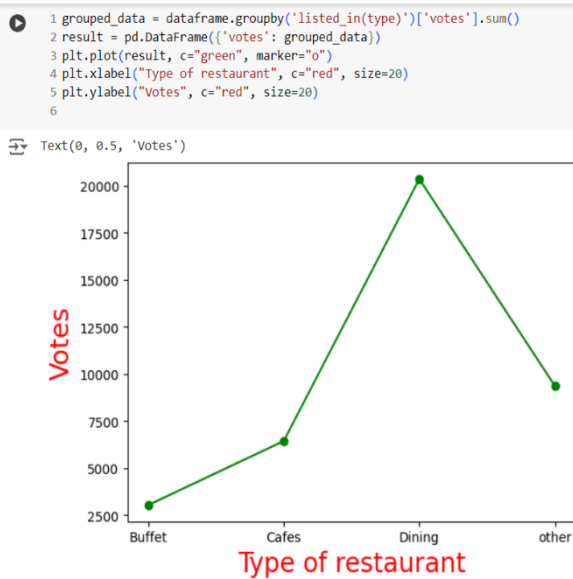 1 grouped_data = dataframe.groupby('listed_in(type)')['votes'].sum()
2 result = pd.DataFrame({'votes': grouped_data})
3 plt.plot(result, c="green", marker="o")
4 plt.xlabel("Type of restaurant", c="red", size=20)
5 plt.ylabel("Votes", c="red", size=20)
6
Text(0, 0.5, 'Votes')
20000
17500
15000
12500
10000
7500
5000
2500
Votes
Buffet Cafes Dining other
Type of restaurant